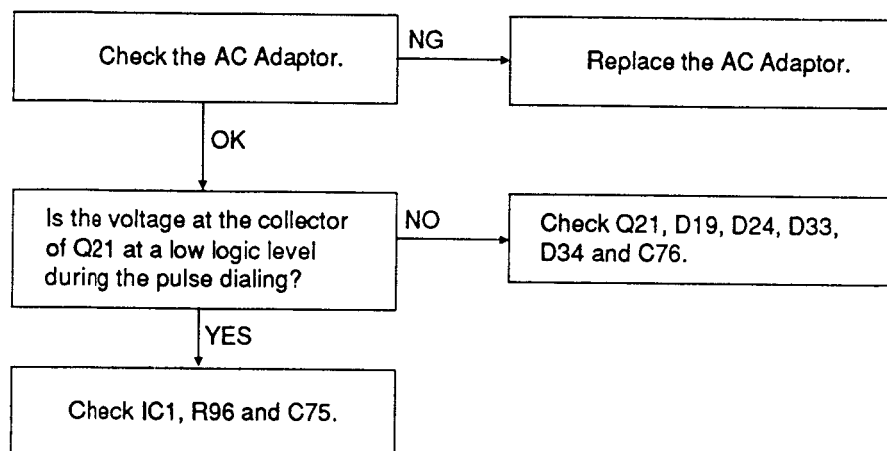 Check the AC Adaptor.
NG
Replace the AC Adaptor.
OK
Is the voltage at the collector
of Q21 at a low logic level
during the pulse dialing?
NO
Check Q21, D19, D24, D33,
D34 and C76.
YES
Check IC1, R96 and C75.